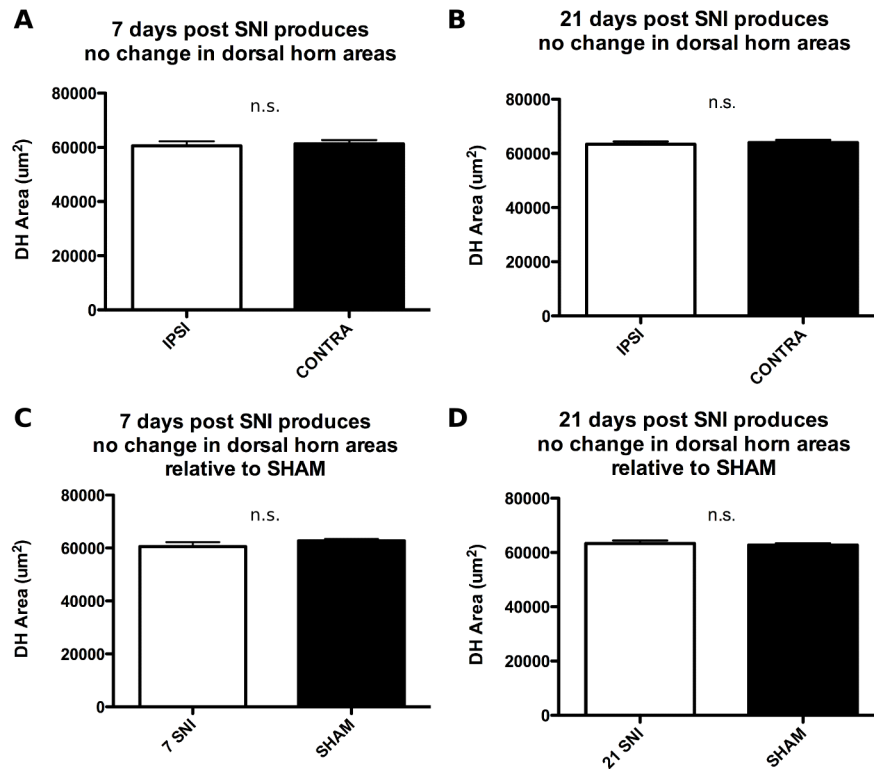 A
7 days post SNI produces
no change in dorsal horn areas
n.s.
DH Area (um²)
80000
60000
40000
20000
0
IPSI
CONTRA
B
21 days post SNI produces
no change in dorsal horn areas
n.s.
DH Area (um²)
80000
60000
40000
20000
0
IPSI
CONTRA
C
7 days post SNI produces
no change in dorsal horn areas
relative to SHAM
n.s.
DH Area (um²)
80000
60000
40000
20000
0
7 SNI
SHAM
D
21 days post SNI produces
no change in dorsal horn areas
relative to SHAM
n.s.
DH Area (um²)
80000
60000
40000
20000
0
21 SNI
SHAM